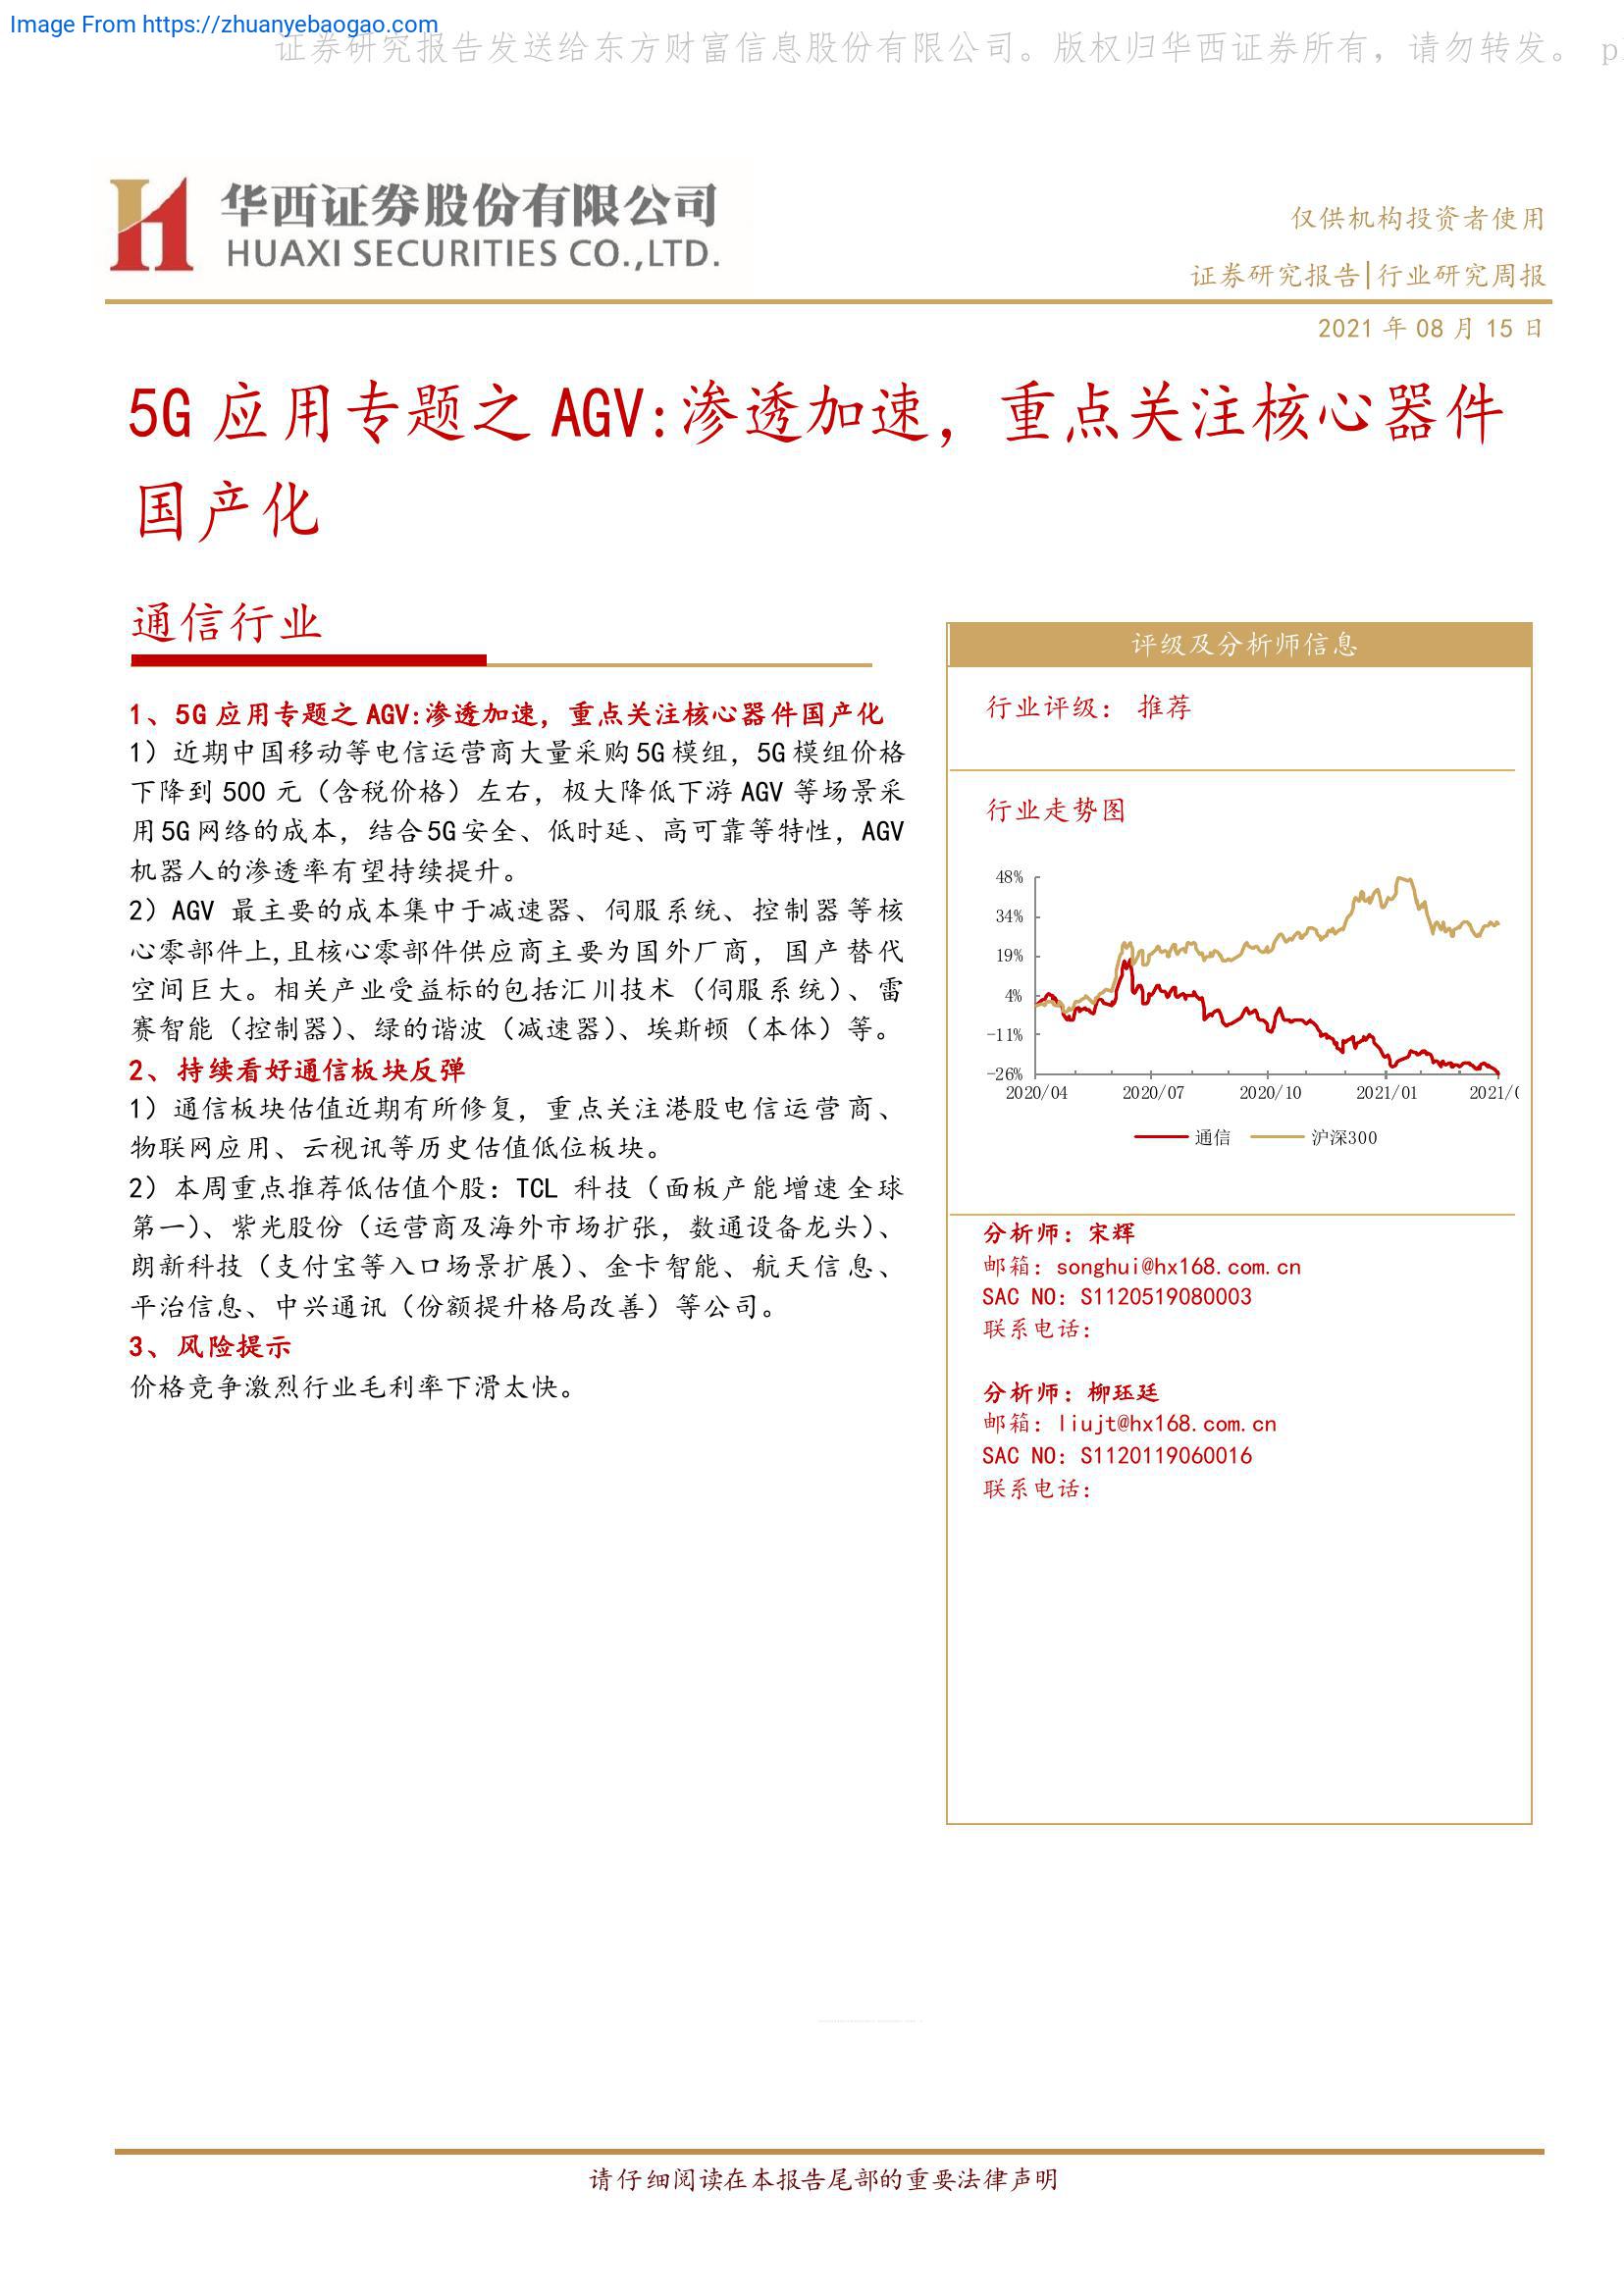 Image From https://zhuanyebaogao.com
证券研究报告发送给东方财富信息股份有限公司。版权归华西证券所有，请勿转发。 p
华西证券股份有限公司
HUAXI SECURITIES CO.,LTD.
仅供机构投资者使用
证券研究报告|行业研究周报
2021 年 08 月 15 日
5G 应用专题之 AGV:渗透加速，重点关注核心器件
国产化
通信行业
1、5G 应用专题之 AGV:渗透加速，重点关注核心器件国产化
1）近期中国移动等电信运营商大量采购 5G 模组，5G 模组价格
下降到 500 元（含税价格）左右，极大降低下游 AGV 等场景采
用 5G 网络的成本，结合 5G 安全、低时延、高可靠等特性，AGV
机器人的渗透率有望持续提升。
2）AGV 最主要的成本集中于减速器、伺服系统、控制器等核
心零部件上,且核心零部件供应商主要为国外厂商，国产替代
空间巨大。相关产业受益标的包括汇川技术（伺服系统）、雷
赛智能（控制器）、绿的谐波（减速器）、埃斯顿（本体）等。
2、持续看好通信板块反弹
1）通信板块估值近期有所修复，重点关注港股电信运营商、
物联网应用、云视讯等历史估值低位板块。
2）本周重点推荐低估值个股：TCL 科技（面板产能增速全球
第一）、紫光股份（运营商及海外市场扩张，数通设备龙头）、
朗新科技（支付宝等入口场景扩展）、金卡智能、航天信息、
平治信息、中兴通讯（份额提升格局改善）等公司。
3、风险提示
价格竞争激烈行业毛利率下滑太快。
评级及分析师信息
行业评级： 推荐
行业走势图
48%
34%
19%
4%
-11%
-26%
2020/04 2020/07 2020/10 2021/01 2021/0
通信 沪深300
分析师：宋辉
邮箱：songhui@hx168.com.cn
SAC NO：S1120519080003
联系电话：
分析师：柳珏廷
邮箱：liujt@hx168.com.cn
SAC NO：S1120119060016
联系电话：
请仔细阅读在本报告尾部的重要法律声明